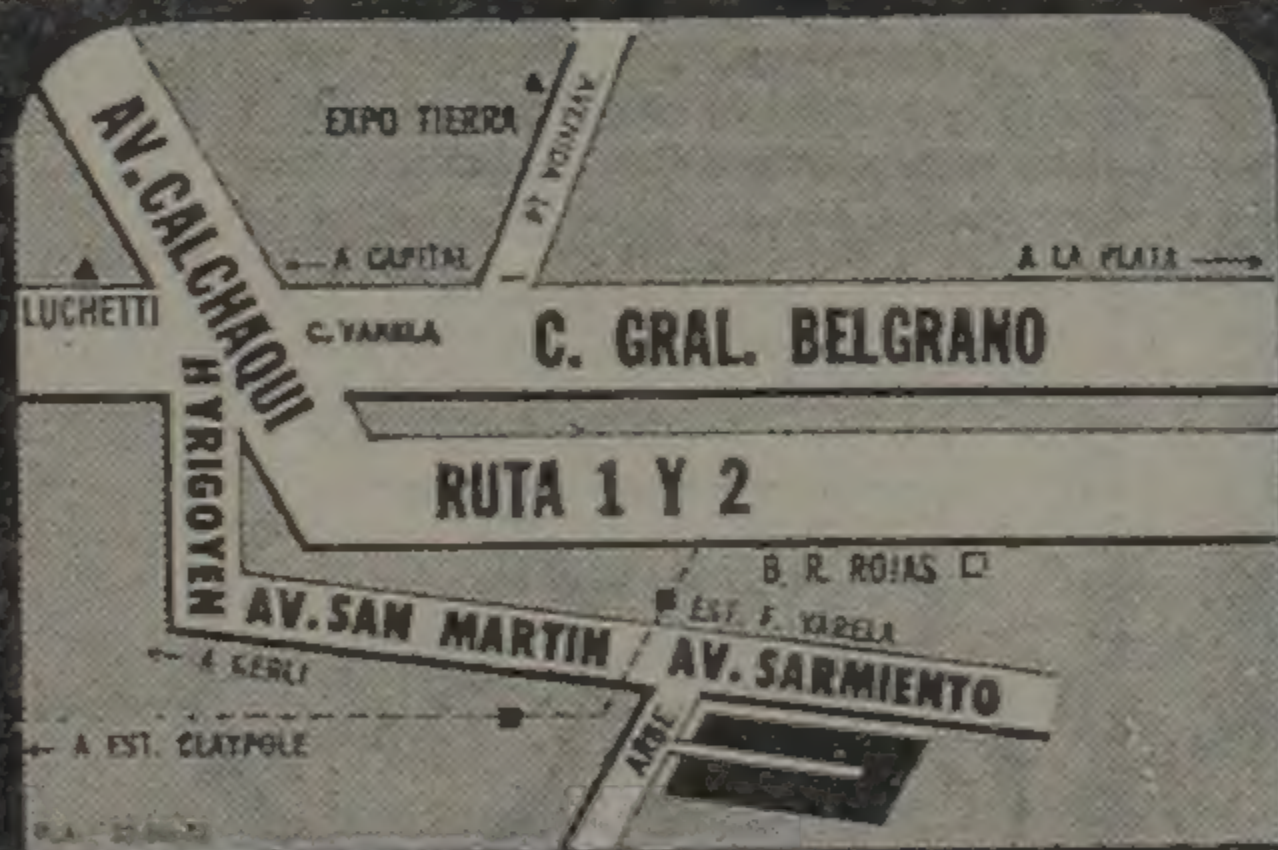 EXPO TIERRA
AVENIDA 14
AV. CALCHAQUI
← A CAPITAL
A LA PLATA →
LUCHETTI
C. VARELA
C. GRAL. BELGRANO
H YRIGOYEN
RUTA 1 Y 2
B. R. ROJAS
EST. F. VARELA
AV. SAN MARTIN
AV. SARMIENTO
← A
← A EST. CLAYPOLE
ARBE